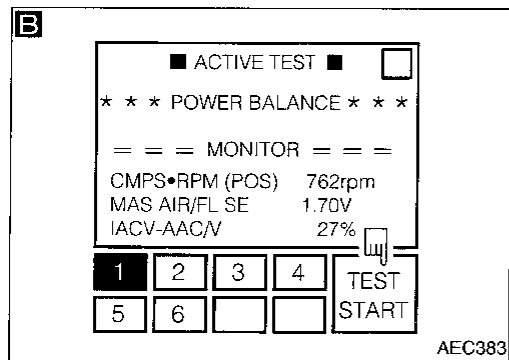 B
■ ACTIVE TEST ■
* * * POWER BALANCE * * *
= = = MONITOR = = =
CMPS•RPM (POS) 762rpm
MAS AIR/FL SE 1.70V
IACV-AAC/V 27%
1 2 3 4 TEST START
5 6
AEC383